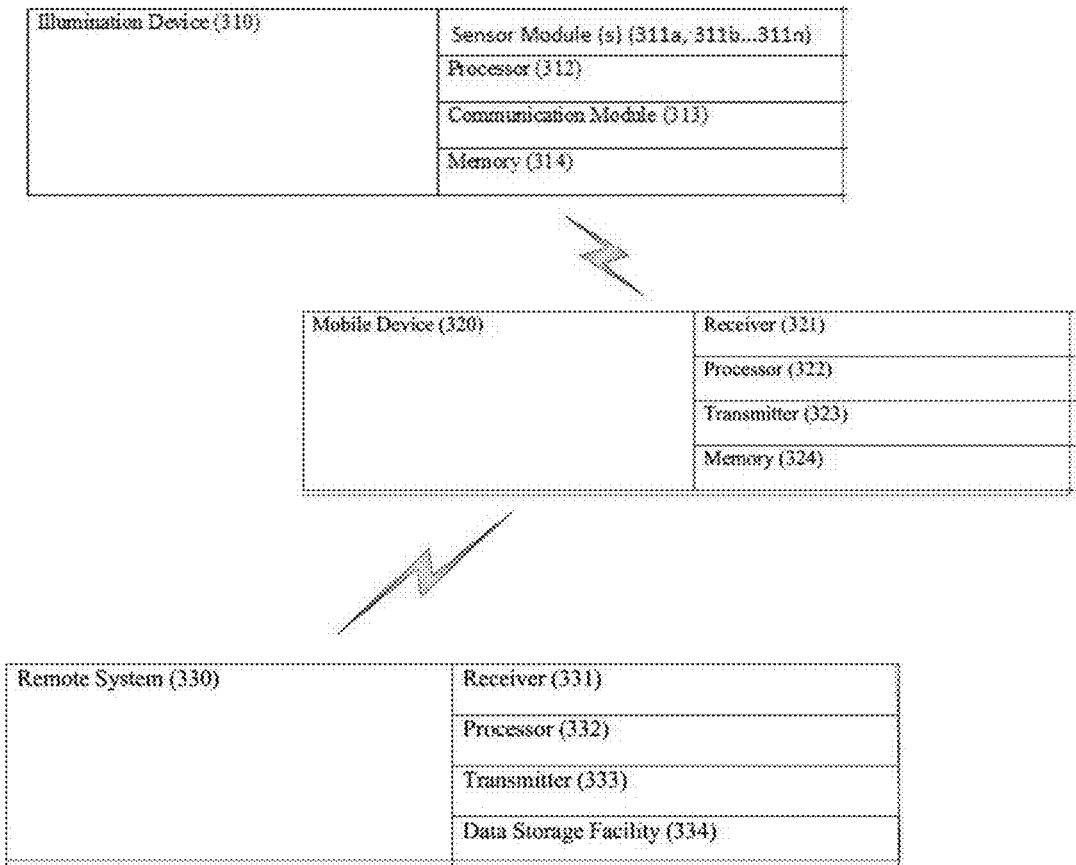 Illumination Device (310)
Sensor Module (s) (311a, 311b...311n)
Processor (312)
Communication Module (313)
Memory (314)
Mobile Device (320)
Receiver (321)
Processor (322)
Transmitter (323)
Memory (324)
Remote System (330)
Receiver (331)
Processor (332)
Transmitter (333)
Data Storage Facility (334)